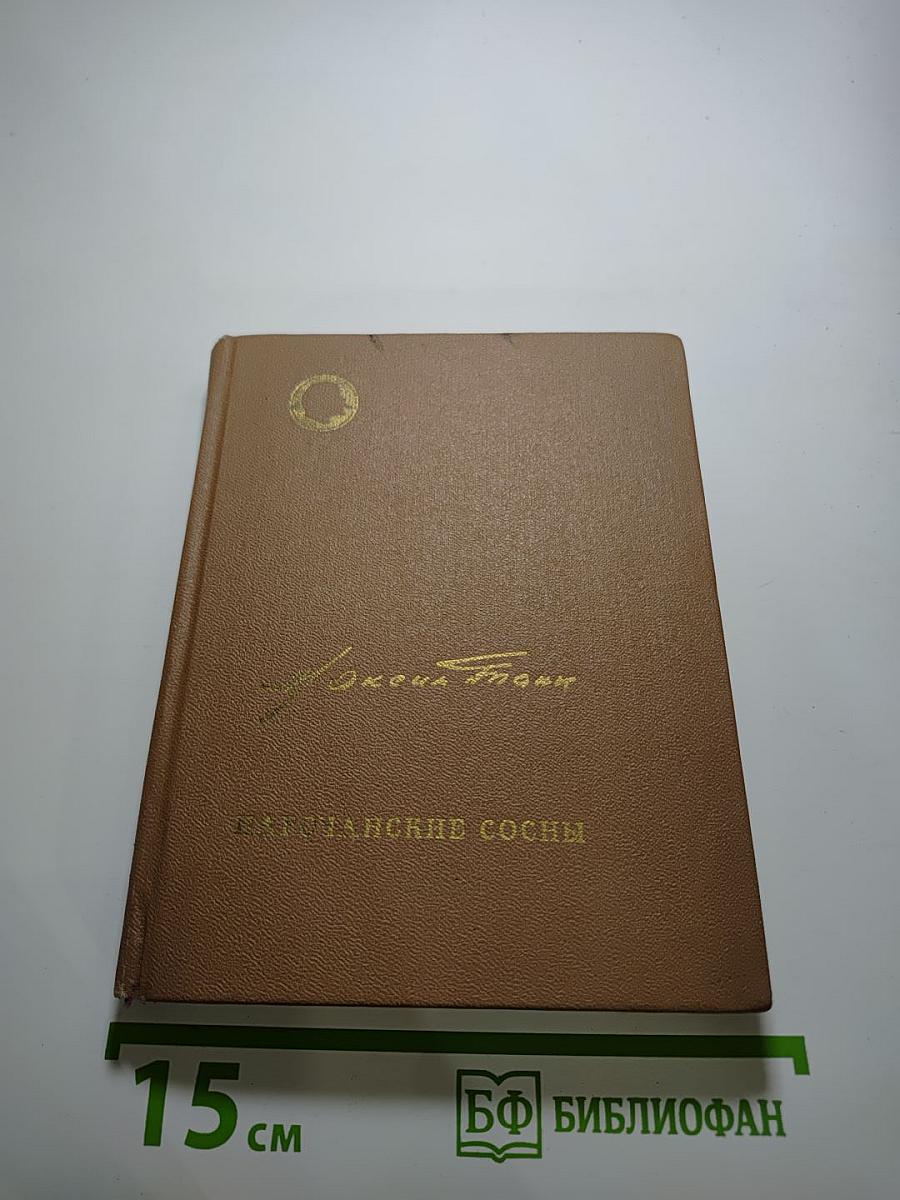 Максим Танк
НАРОЧАНСКИЕ СОСНЫ
15 см
БФ БИБЛИОФАН